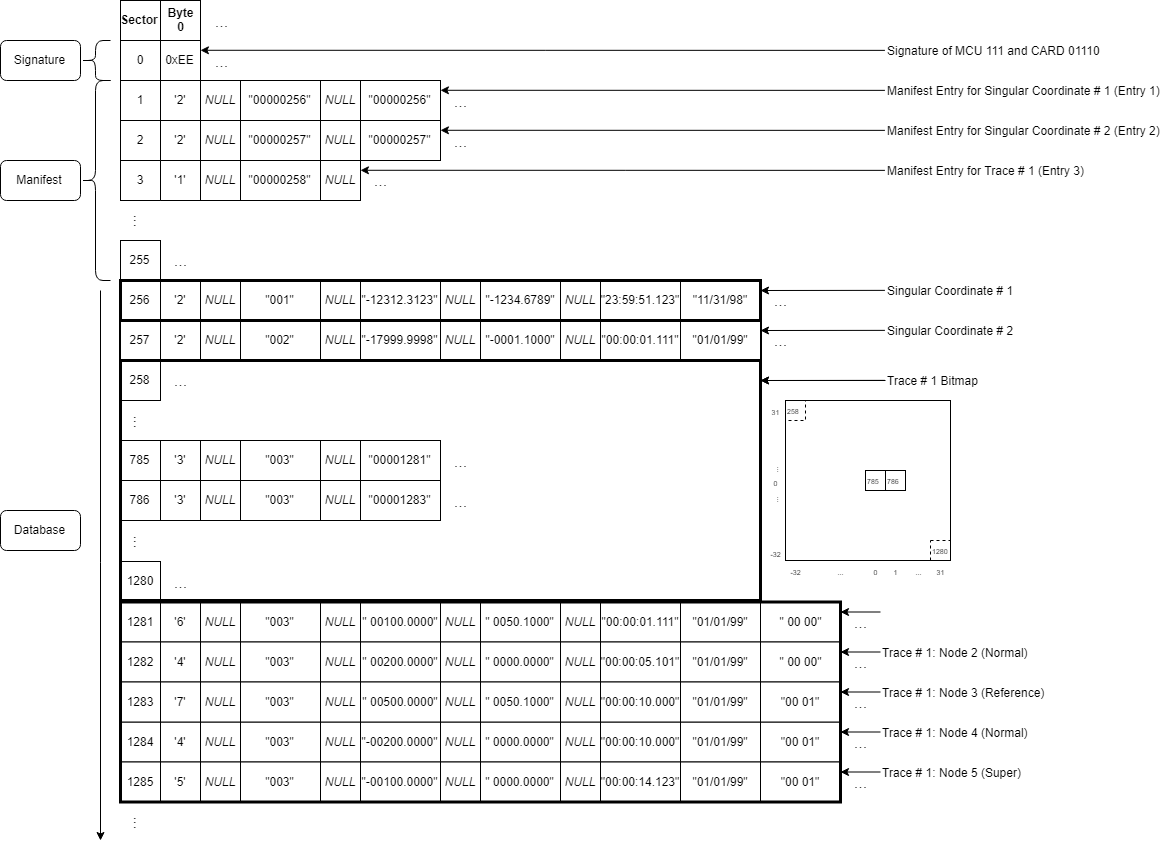 Sector Byte 0 ...
Signature 0 0xEE ... Signature of MCU 111 and CARD 01110
1 '2' NULL "00000256" NULL "00000256" ... Manifest Entry for Singular Coordinate # 1 (Entry 1)
2 '2' NULL "00000257" NULL "00000257" ... Manifest Entry for Singular Coordinate # 2 (Entry 2)
Manifest 3 '1' NULL "00000258" NULL ... Manifest Entry for Trace # 1 (Entry 3)
⋮
255 ...
256 '2' NULL "001" NULL "-12312.3123" NULL "-1234.6789" NULL "23:59:51.123" "11/31/98" ... Singular Coordinate # 1
257 '2' NULL "002" NULL "-17999.9998" NULL "-0001.1000" NULL "00:00:01.111" "01/01/99" ... Singular Coordinate # 2
258 ... Trace # 1 Bitmap
31 258
⋮
785 '3' NULL "003" NULL "00001281" ...
⋮
0 785 786
⋮
786 '3' NULL "003" NULL "00001283" ...
Database
⋮
-32 1280
-32 ... 0 1 ... 31
1280 ...
1281 '6' NULL "003" NULL " 00100.0000" NULL " 0050.1000" NULL "00:00:01.111" "01/01/99" " 00 00" ...
1282 '4' NULL "003" NULL " 00200.0000" NULL " 0000.0000" NULL "00:00:05.101" "01/01/99" " 00 00" ... Trace # 1: Node 2 (Normal)
1283 '7' NULL "003" NULL " 00500.0000" NULL " 0050.1000" NULL "00:00:10.000" "01/01/99" "00 01" ... Trace # 1: Node 3 (Reference)
1284 '4' NULL "003" NULL "-00200.0000" NULL " 0000.0000" NULL "00:00:10.000" "01/01/99" "00 01" ... Trace # 1: Node 4 (Normal)
1285 '5' NULL "003" NULL "-00100.0000" NULL " 0000.0000" NULL "00:00:14.123" "01/01/99" "00 01" ... Trace # 1: Node 5 (Super)
⋮